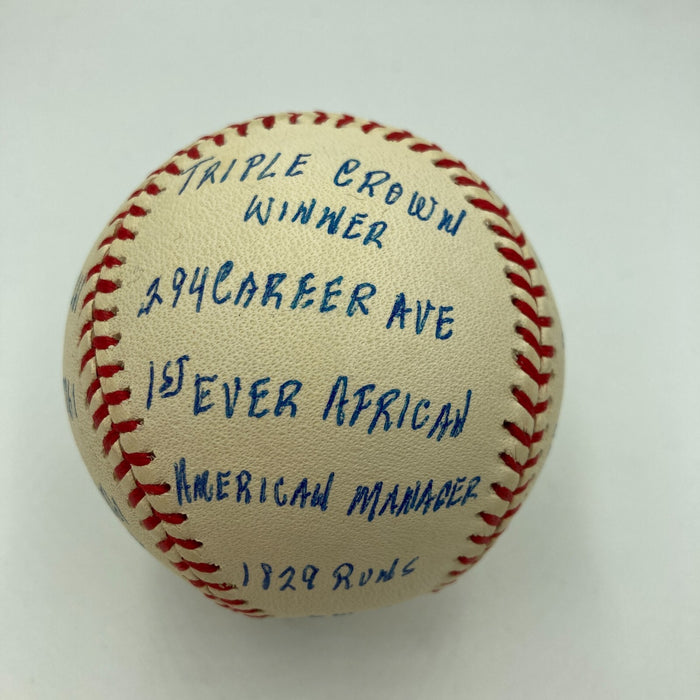 TRIPLE CROWN
WINNER
294 CAREER AVE
1ST EVER AFRICAN
AMERICAN MANAGER
1829 RUNS